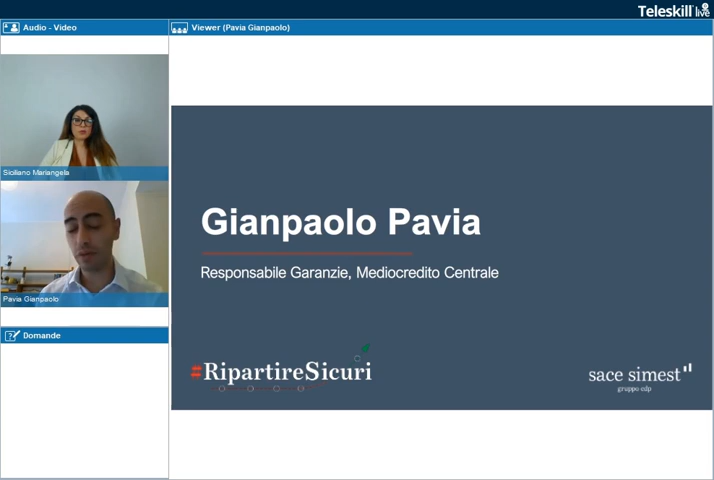 Teleskill live
Audio - Video
Viewer (Pavia Gianpaolo)
Siciliano Mariangela
Pavia Gianpaolo
Domande
Gianpaolo Pavia
Responsabile Garanzie, Mediocredito Centrale
#RipartireSicuri
sace simest
gruppo cdp